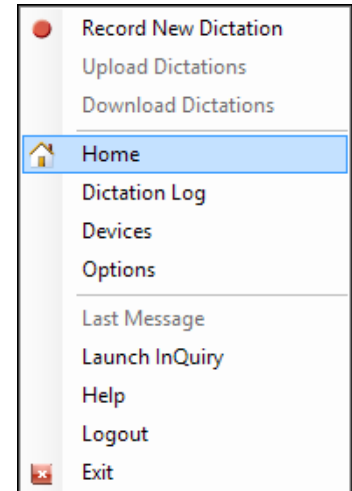 Record New Dictation
Upload Dictations
Download Dictations
Home
Dictation Log
Devices
Options
Last Message
Launch InQuiry
Help
Logout
Exit